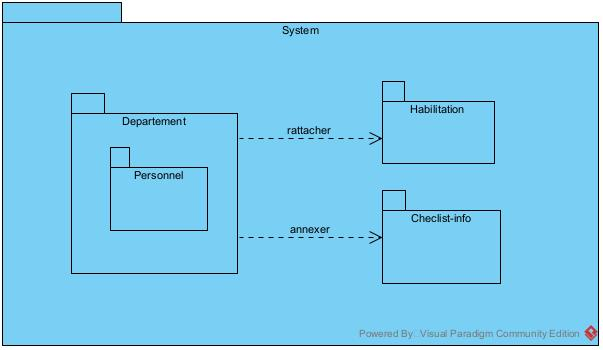 System
Departement
Habilitation
rattacher
Personnel
Checlist-info
annexer
Powered By: Visual Paradigm Community Edition